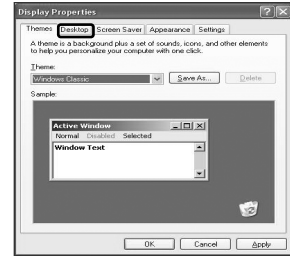 Display Properties
Themes Desktop Screen Saver Appearance Settings
A theme is a background plus a set of sounds, icons, and other elements
to help you personalize your computer with one click.
Theme:
Windows Classic Save As... Delete
Sample:
Active Window
Normal Disabled Selected
Window Text
OK Cancel Apply